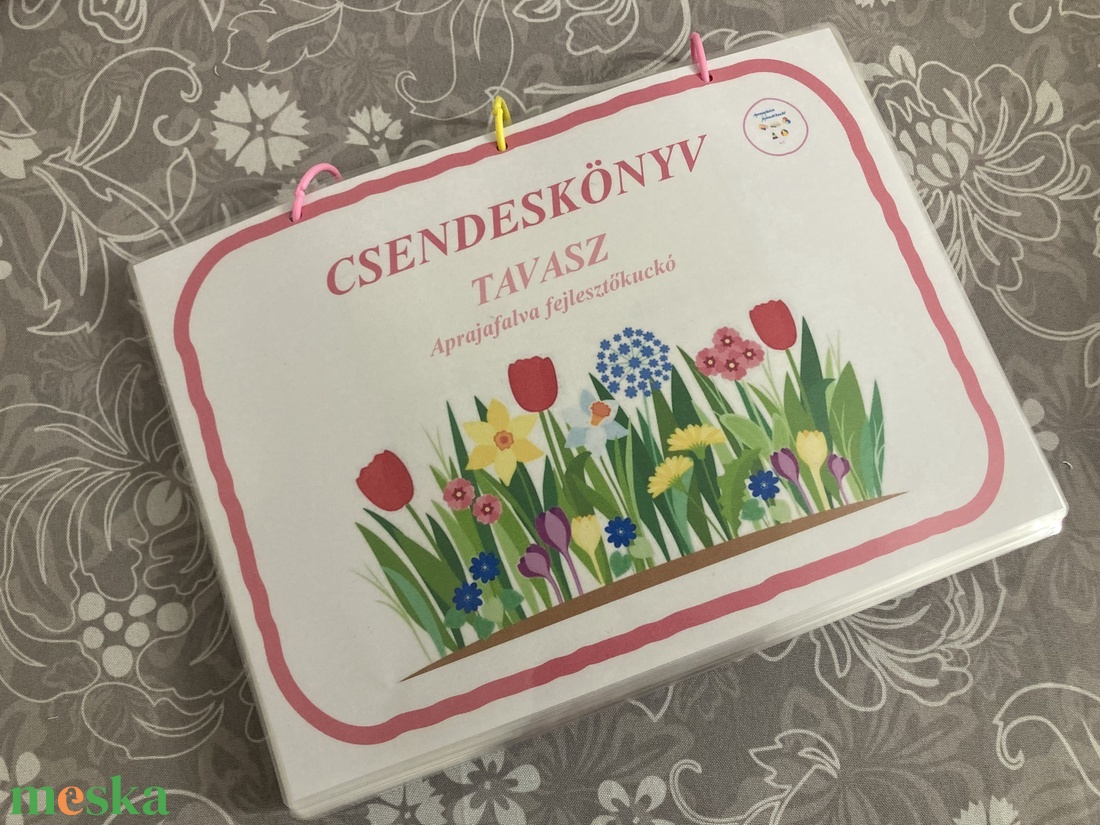 CSENDESKÖNYV
TAVASZ
Aprajafalva fejlesztőkuckó
meska